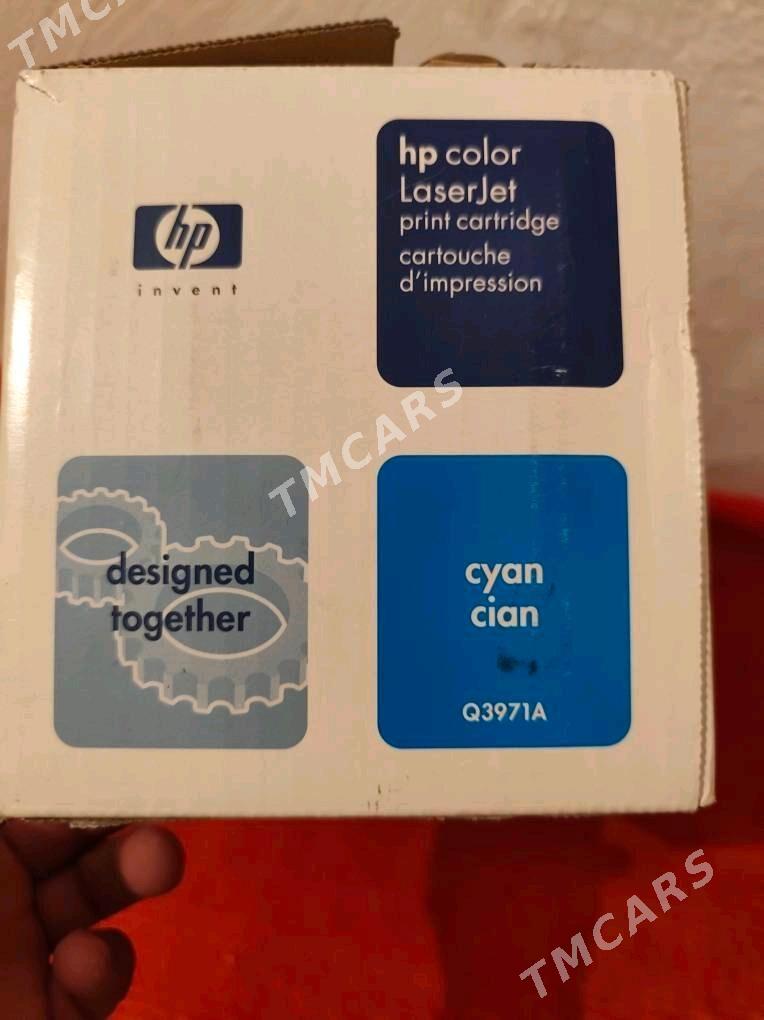 TMCARS
hp
invent
hp color
LaserJet
print cartridge
cartouche
d'impression
TMCARS
designed
together
cyan
cian
Q3971A
TMCARS